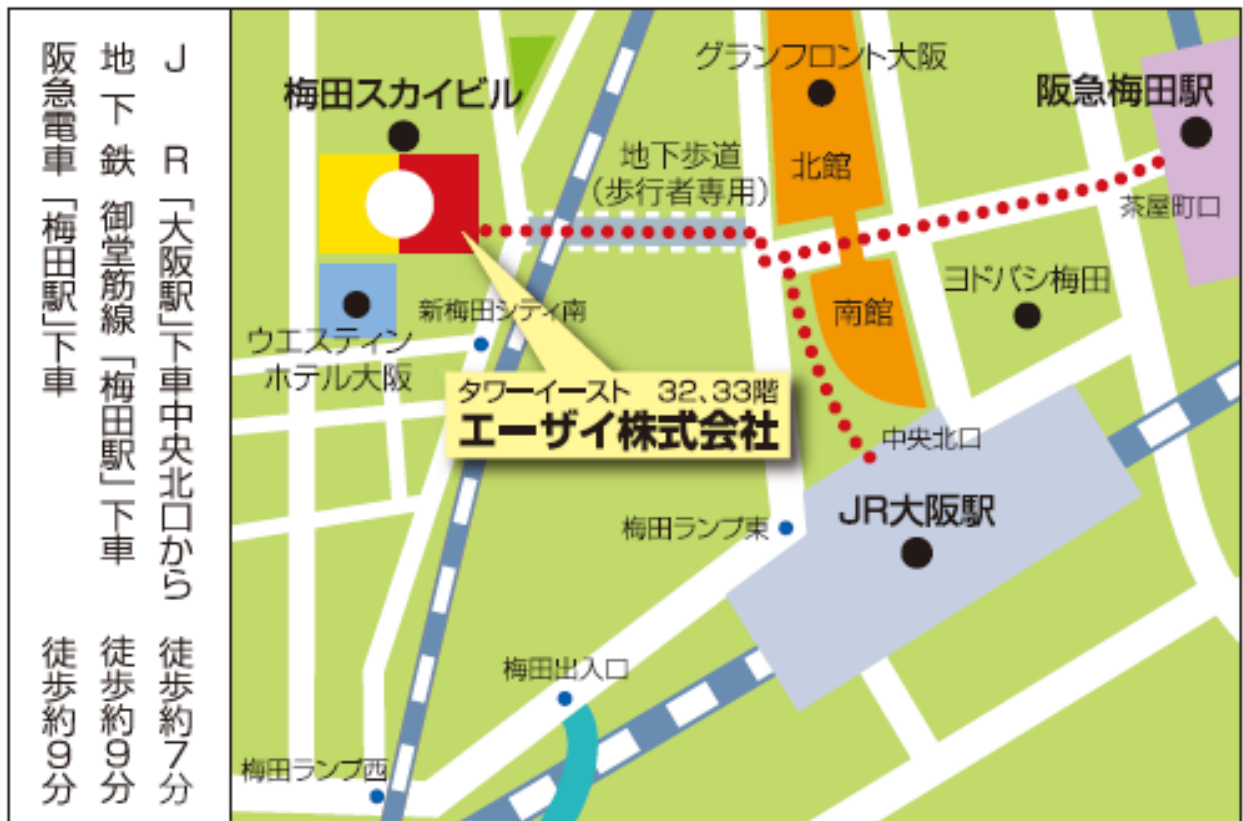 JR「大阪駅」下車中央北口から 徒歩約7分
地下鉄 御堂筋線「梅田駅」下車 徒歩約9分
阪急電車「梅田駅」下車 徒歩約9分
グランフロント大阪
梅田スカイビル
阪急梅田駅
地下歩道
(歩行者専用)
北館
茶屋町口
ヨドバシ梅田
新梅田シティ南
南館
ウエスティン
ホテル大阪
タワーイースト 32、33階
エーザイ株式会社
中央北口
JR大阪駅
梅田ランプ東
梅田出入口
梅田ランプ西